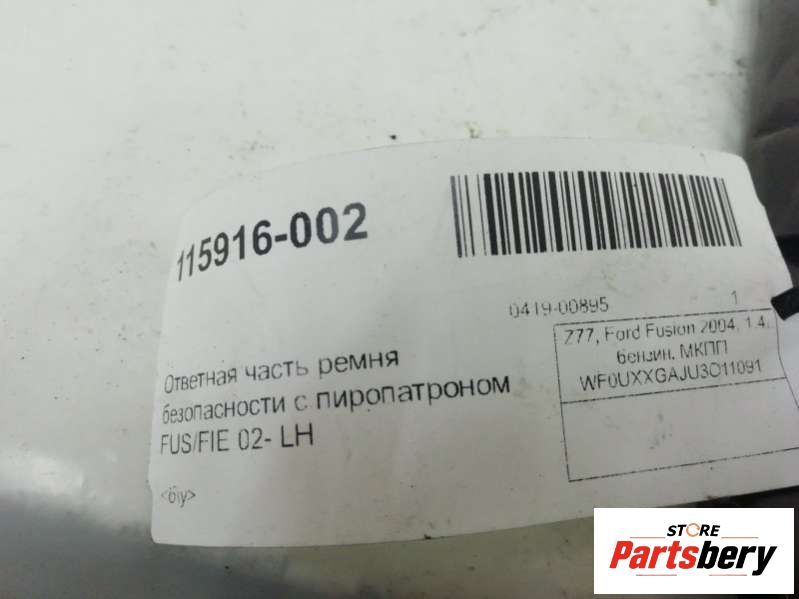 115916-002
0419-00895 1
Z77, Ford Fusion 2004, 1.4,
бензин, МКПП
WF0UXXGAJU3C11091
Ответная часть ремня
безопасности с пиропатроном
FUS/FIE 02- LH
<б/у>
STORE
Partsbery